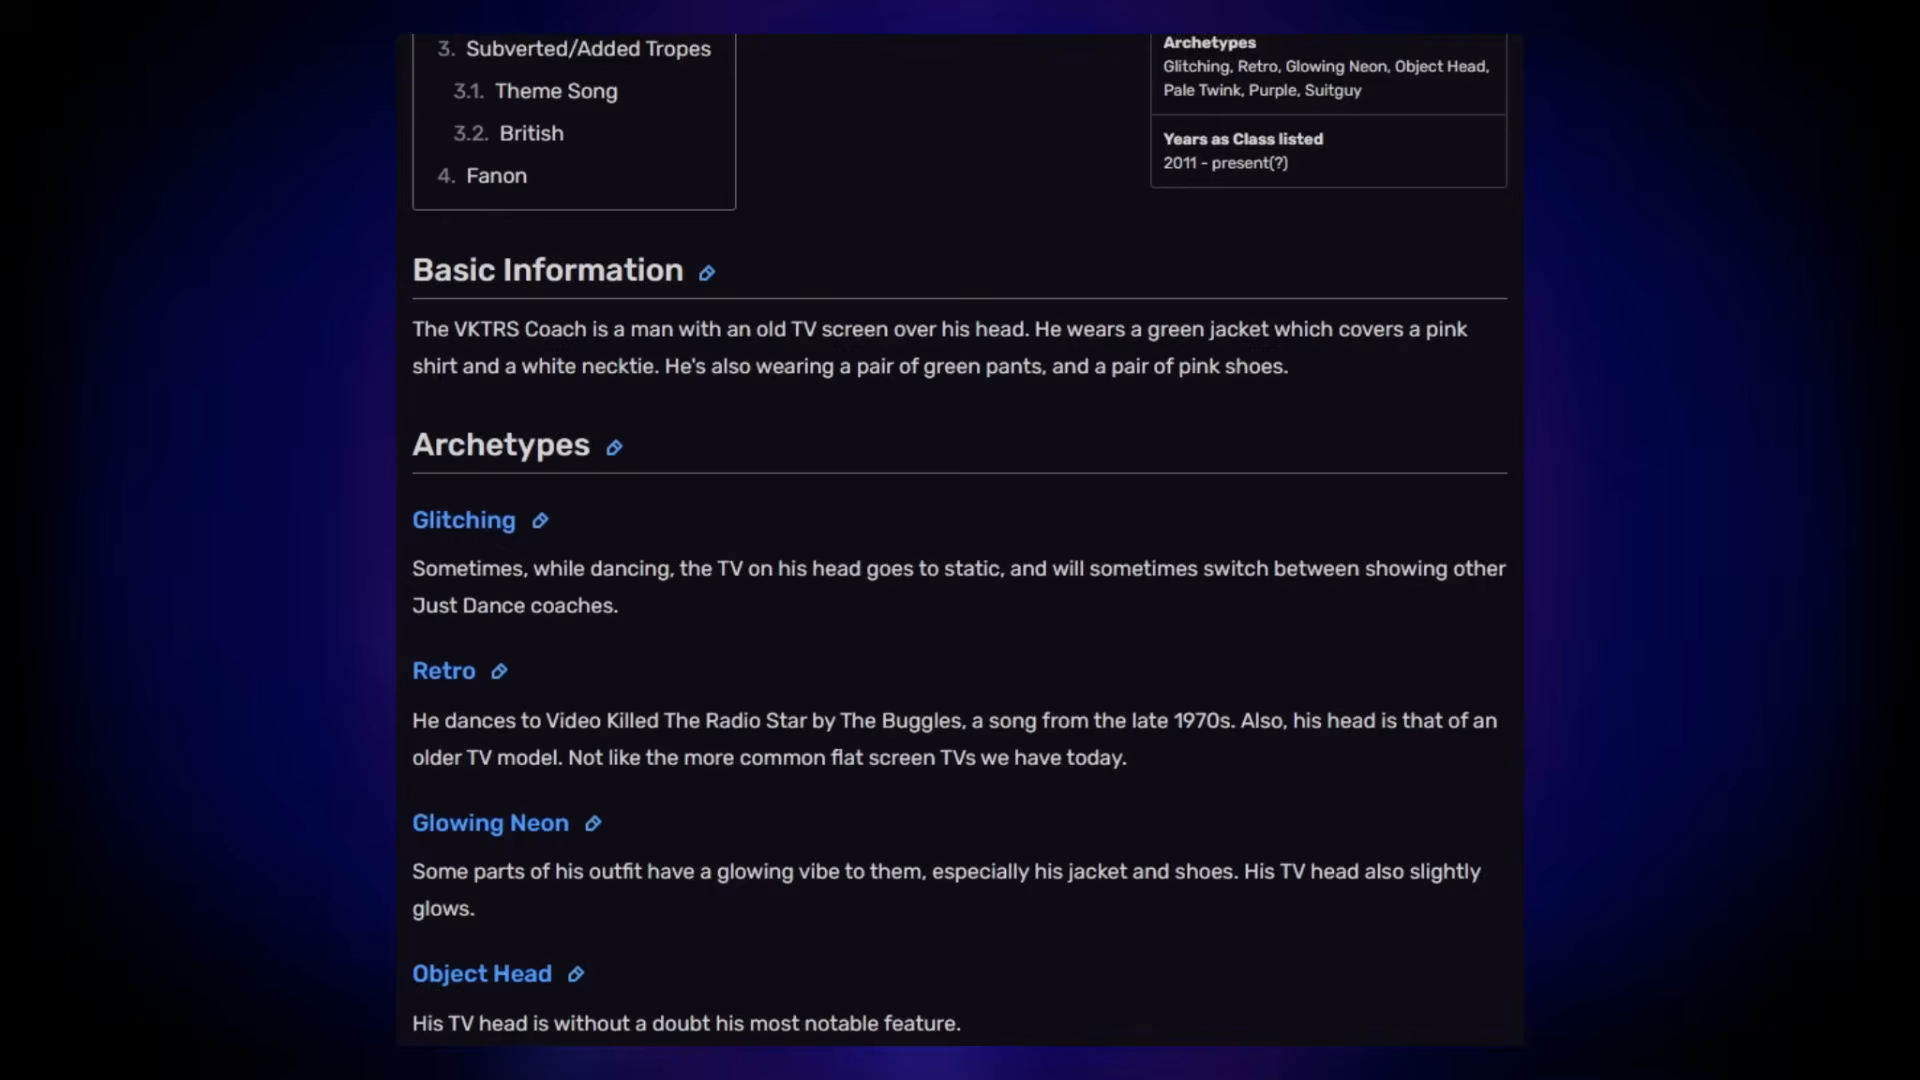 3. Subverted/Added Tropes
3.1. Theme Song
3.2. British
4. Fanon
Archetypes
Glitching, Retro, Glowing Neon, Object Head,
Pale Twink, Purple, Suitguy
Years as Class listed
2011 - present(?)
Basic Information
The VKTRS Coach is a man with an old TV screen over his head. He wears a green jacket which covers a pink
shirt and a white necktie. He's also wearing a pair of green pants, and a pair of pink shoes.
Archetypes
Glitching
Sometimes, while dancing, the TV on his head goes to static, and will sometimes switch between showing other
Just Dance coaches.
Retro
He dances to Video Killed The Radio Star by The Buggles, a song from the late 1970s. Also, his head is that of an
older TV model. Not like the more common flat screen TVs we have today.
Glowing Neon
Some parts of his outfit have a glowing vibe to them, especially his jacket and shoes. His TV head also slightly
glows.
Object Head
His TV head is without a doubt his most notable feature.